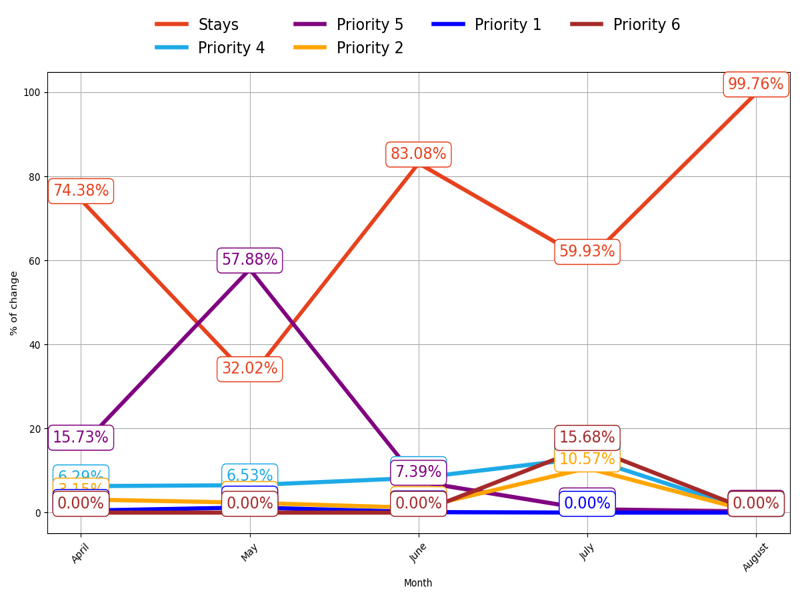 Stays
Priority 5
Priority 1
Priority 6
Priority 4
Priority 2
100
80
60
40
20
0
% of change
99.76%
83.08%
74.38%
59.93%
57.88%
32.02%
15.73%
15.68%
10.57%
7.39%
6.29%
6.53%
3.15%
0.00%
0.00%
0.00%
0.00%
0.00%
April
May
June
July
August
Month